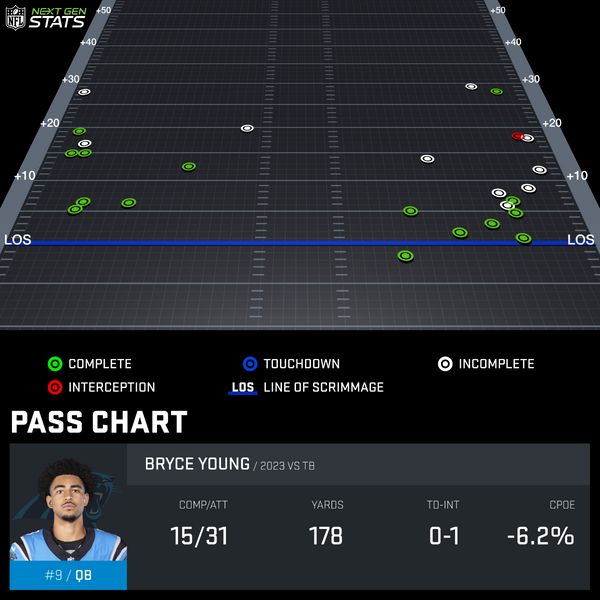 NFL NEXT GEN STATS
+50 +50
+40 +40
+30 +30
+20 +20
+10 +10
LOS LOS
COMPLETE TOUCHDOWN INCOMPLETE
INTERCEPTION LOS LINE OF SCRIMMAGE
PASS CHART
BRYCE YOUNG / 2023 VS TB
COMP/ATT YARDS TD-INT CPOE
15/31 178 0-1 -6.2%
#9 / QB